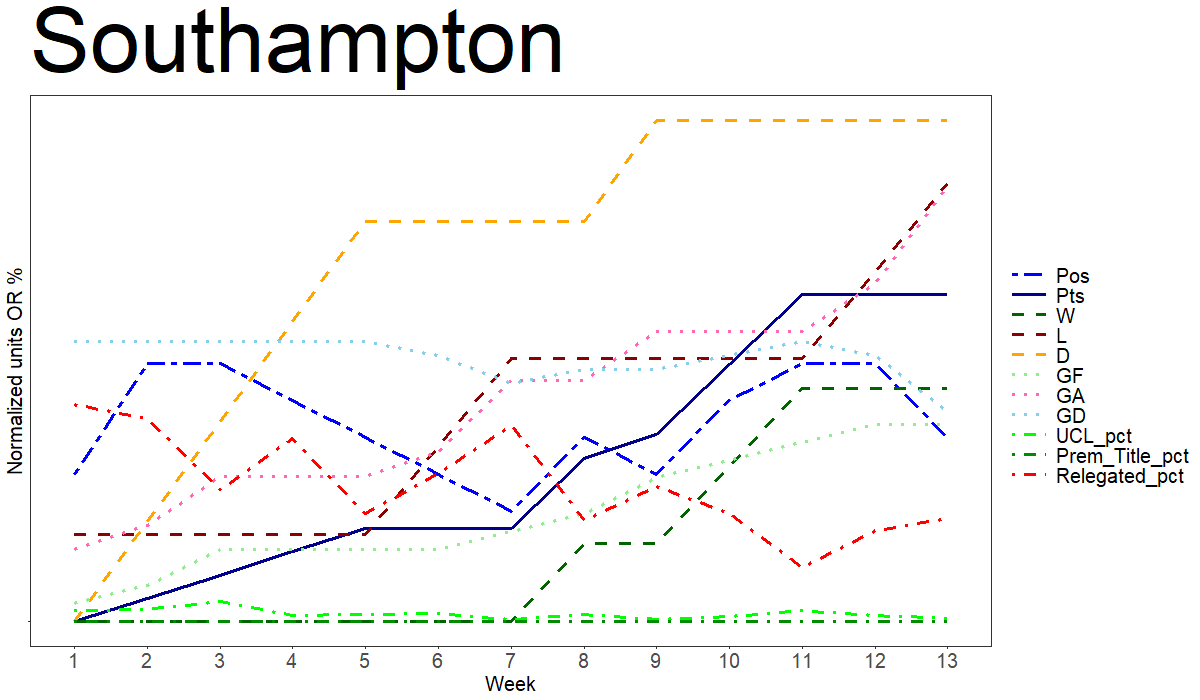 Southampton
Normalized units OR %
1 2 3 4 5 6 7 8 9 10 11 12 13
Week
Pos
Pts
W
L
D
GF
GA
GD
UCL_pct
Prem_Title_pct
Relegated_pct